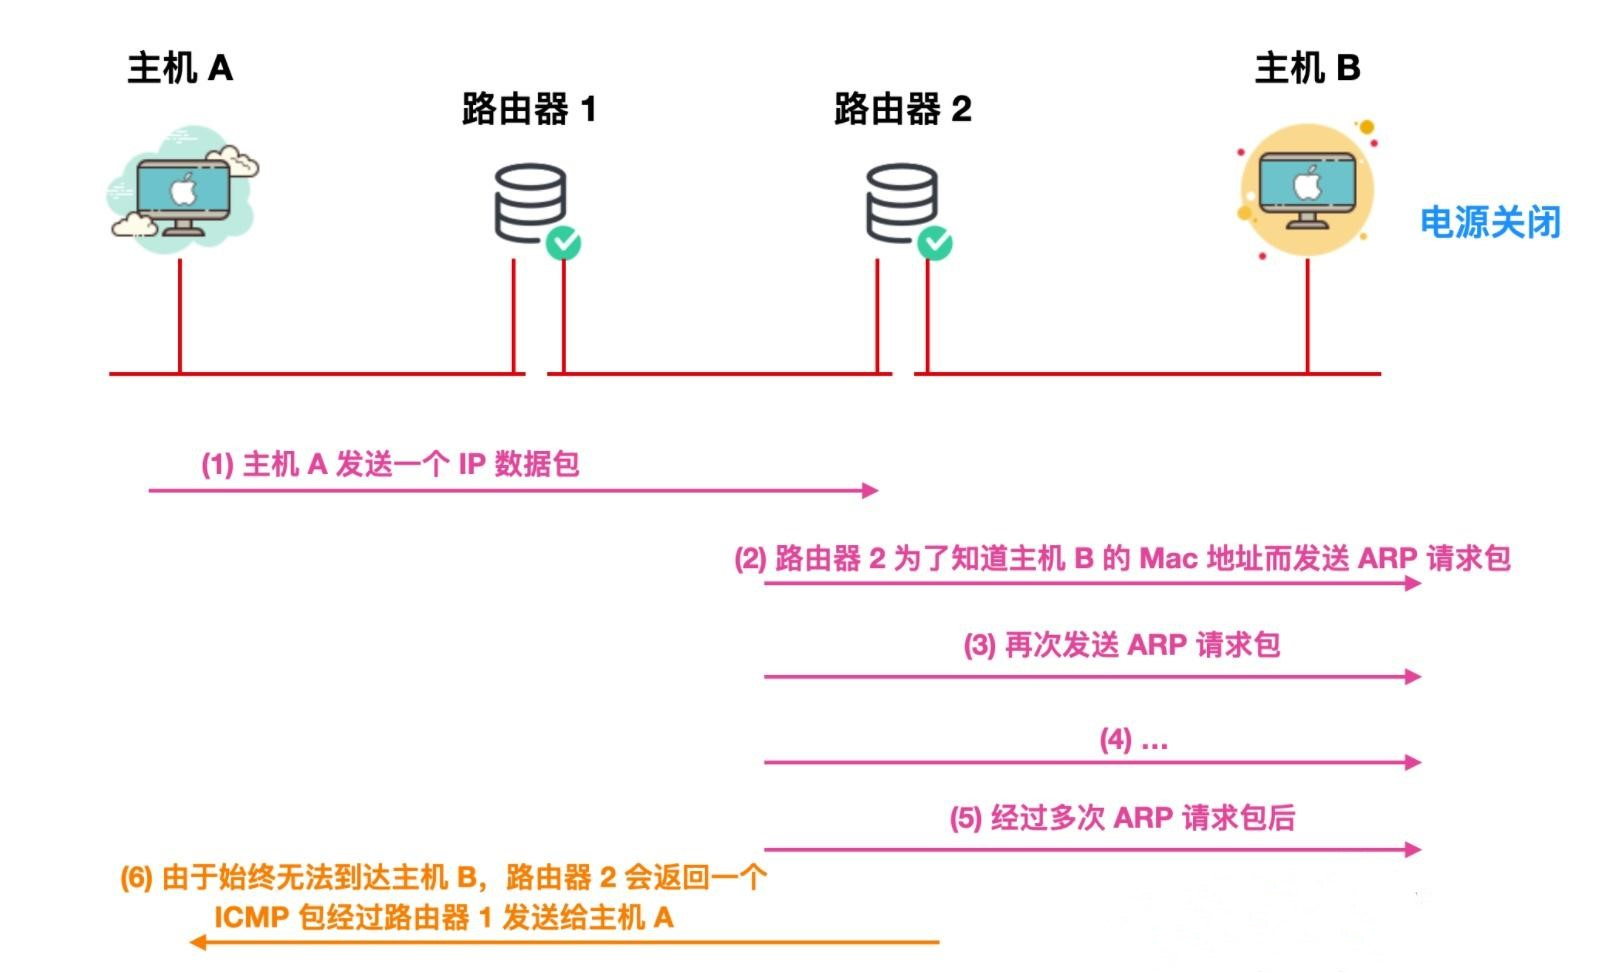 主机 A
路由器 1
路由器 2
主机 B
电源关闭
(1) 主机 A 发送一个 IP 数据包
(2) 路由器 2 为了知道主机 B 的 Mac 地址而发送 ARP 请求包
(3) 再次发送 ARP 请求包
(4) ...
(5) 经过多次 ARP 请求包后
(6) 由于始终无法到达主机 B，路由器 2 会返回一个
ICMP 包经过路由器 1 发送给主机 A